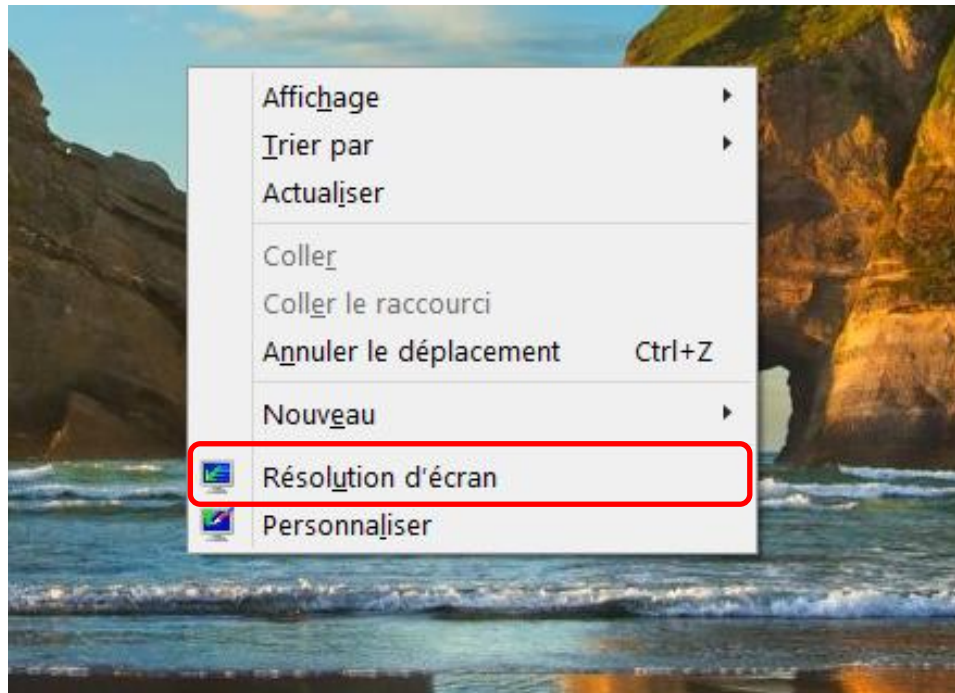 Affichage
Trier par
Actualiser
Coller
Coller le raccourci
Annuler le déplacement Ctrl+Z
Nouveau
Résolution d'écran
Personnaliser